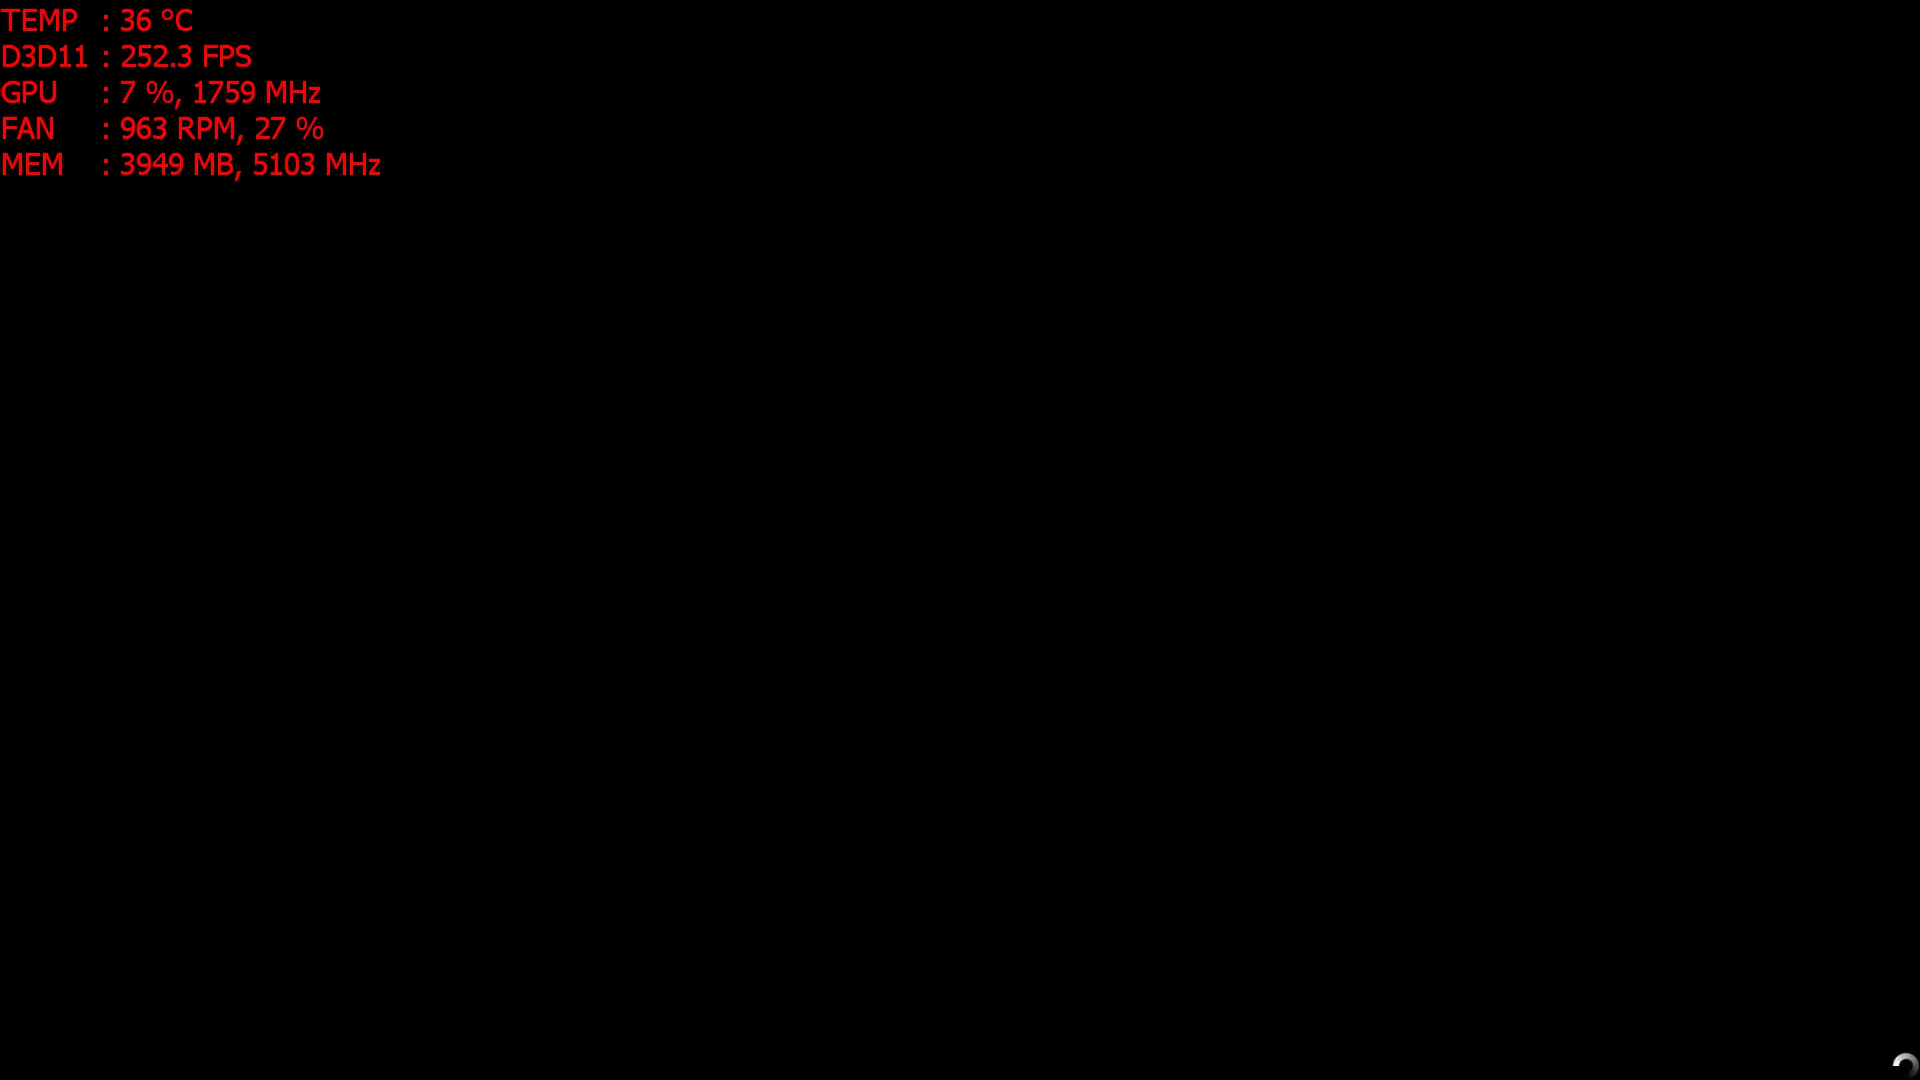 TEMP : 36 °C
D3D11 : 252.3 FPS
GPU : 7 %, 1759 MHz
FAN : 963 RPM, 27 %
MEM : 3949 MB, 5103 MHz